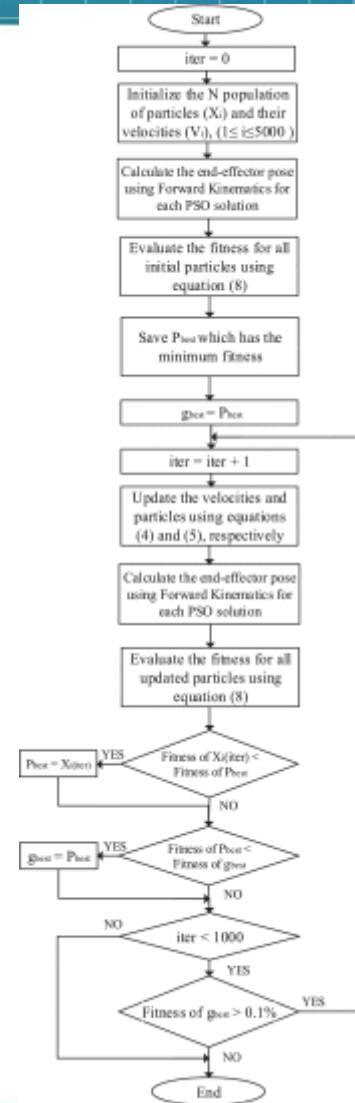 Start
iter = 0
Initialize the N population
of particles (Xi) and their
velocities (Vi), (1≤ i≤5000 )
Calculate the end-effector pose
using Forward Kinematics for
each PSO solution
Evaluate the fitness for all
initial particles using
equation (8)
Save Pbest which has the
minimum fitness
gbest = Pbest
iter = iter + 1
Update the velocities and
particles using equations
(4) and (5), respectively
Calculate the end-effector pose
using Forward Kinematics for
each PSO solution
Evaluate the fitness for all
updated particles using
equation (8)
Pbest = Xi(iter)
YES
Fitness of Xi(iter) <
Fitness of Pbest
NO
gbest = Pbest
YES
Fitness of Pbest <
Fitness of gbest
NO
NO
iter < 1000
YES
Fitness of gbest > 0.1%
YES
NO
End